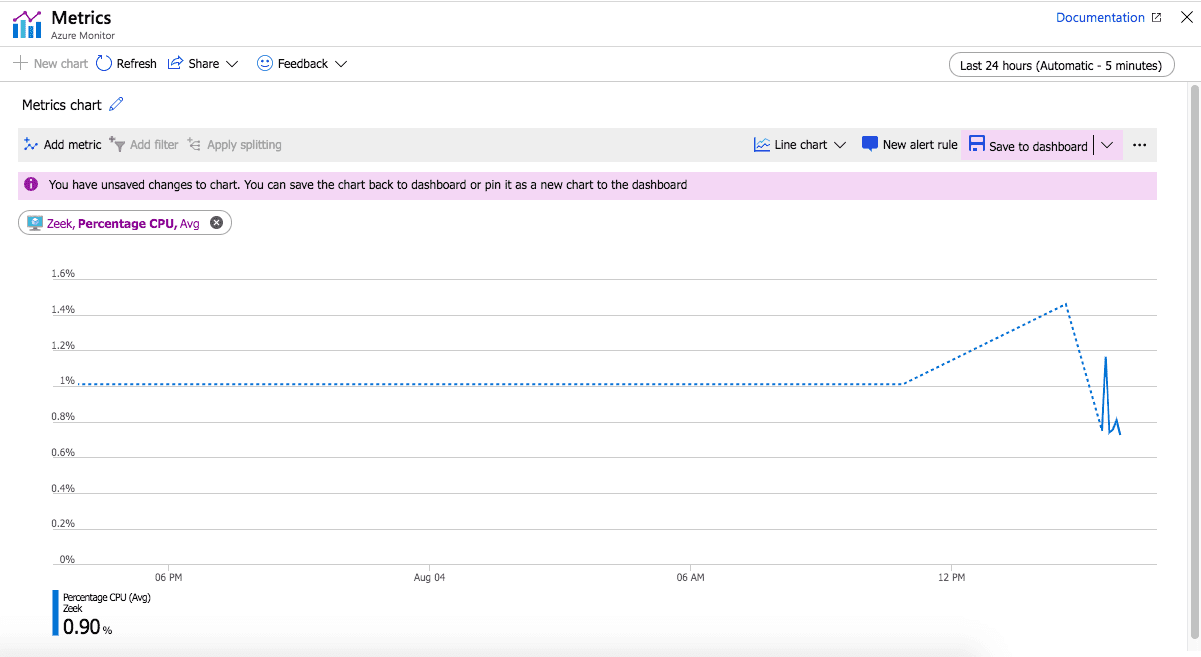 Metrics
Azure Monitor
Documentation
New chart Refresh Share Feedback
Last 24 hours (Automatic - 5 minutes)
Metrics chart
Add metric Add filter Apply splitting Line chart New alert rule Save to dashboard ...
You have unsaved changes to chart. You can save the chart back to dashboard or pin it as a new chart to the dashboard
Zeek, Percentage CPU, Avg
1.6%
1.4%
1.2%
1%
0.8%
0.6%
0.4%
0.2%
0%
06 PM Aug 04 06 AM 12 PM
Percentage CPU (Avg)
Zeek
0.90 %